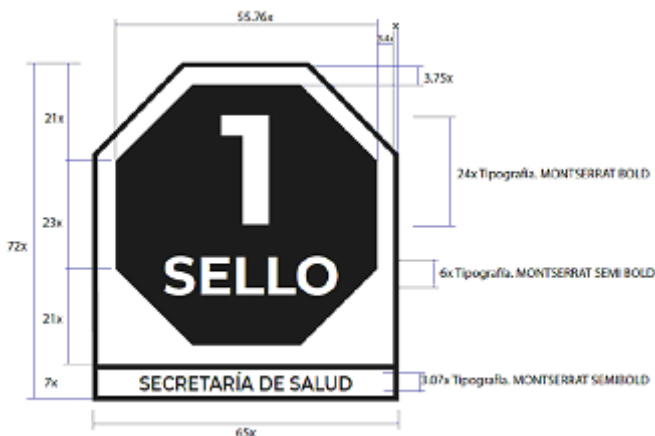 55.76x
x
3.4x
3.75x
21x
1
24x Tipografía. MONTSERRAT BOLD
72x
23x
SELLO
6x Tipografía. MONTSERRAT SEMI BOLD
21x
7x
SECRETARÍA DE SALUD
3.07x Tipografía. MONTSERRAT SEMIBOLD
65x